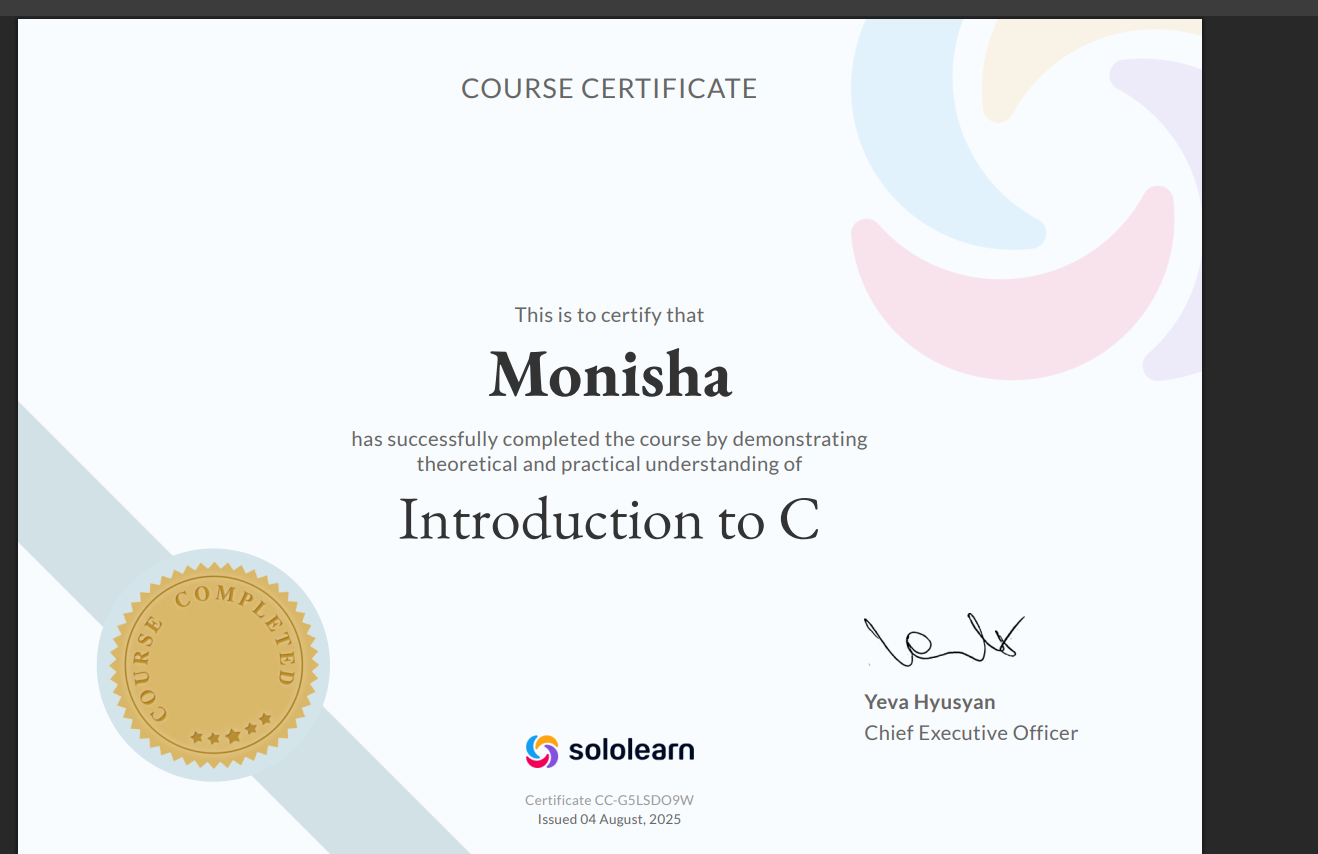 COURSE CERTIFICATE
This is to certify that
Monisha
has successfully completed the course by demonstrating
theoretical and practical understanding of
Introduction to C
COURSE COMPLETED
Yeva Hyusyan
Chief Executive Officer
sololearn
Certificate CC-G5LSDO9W
Issued 04 August, 2025